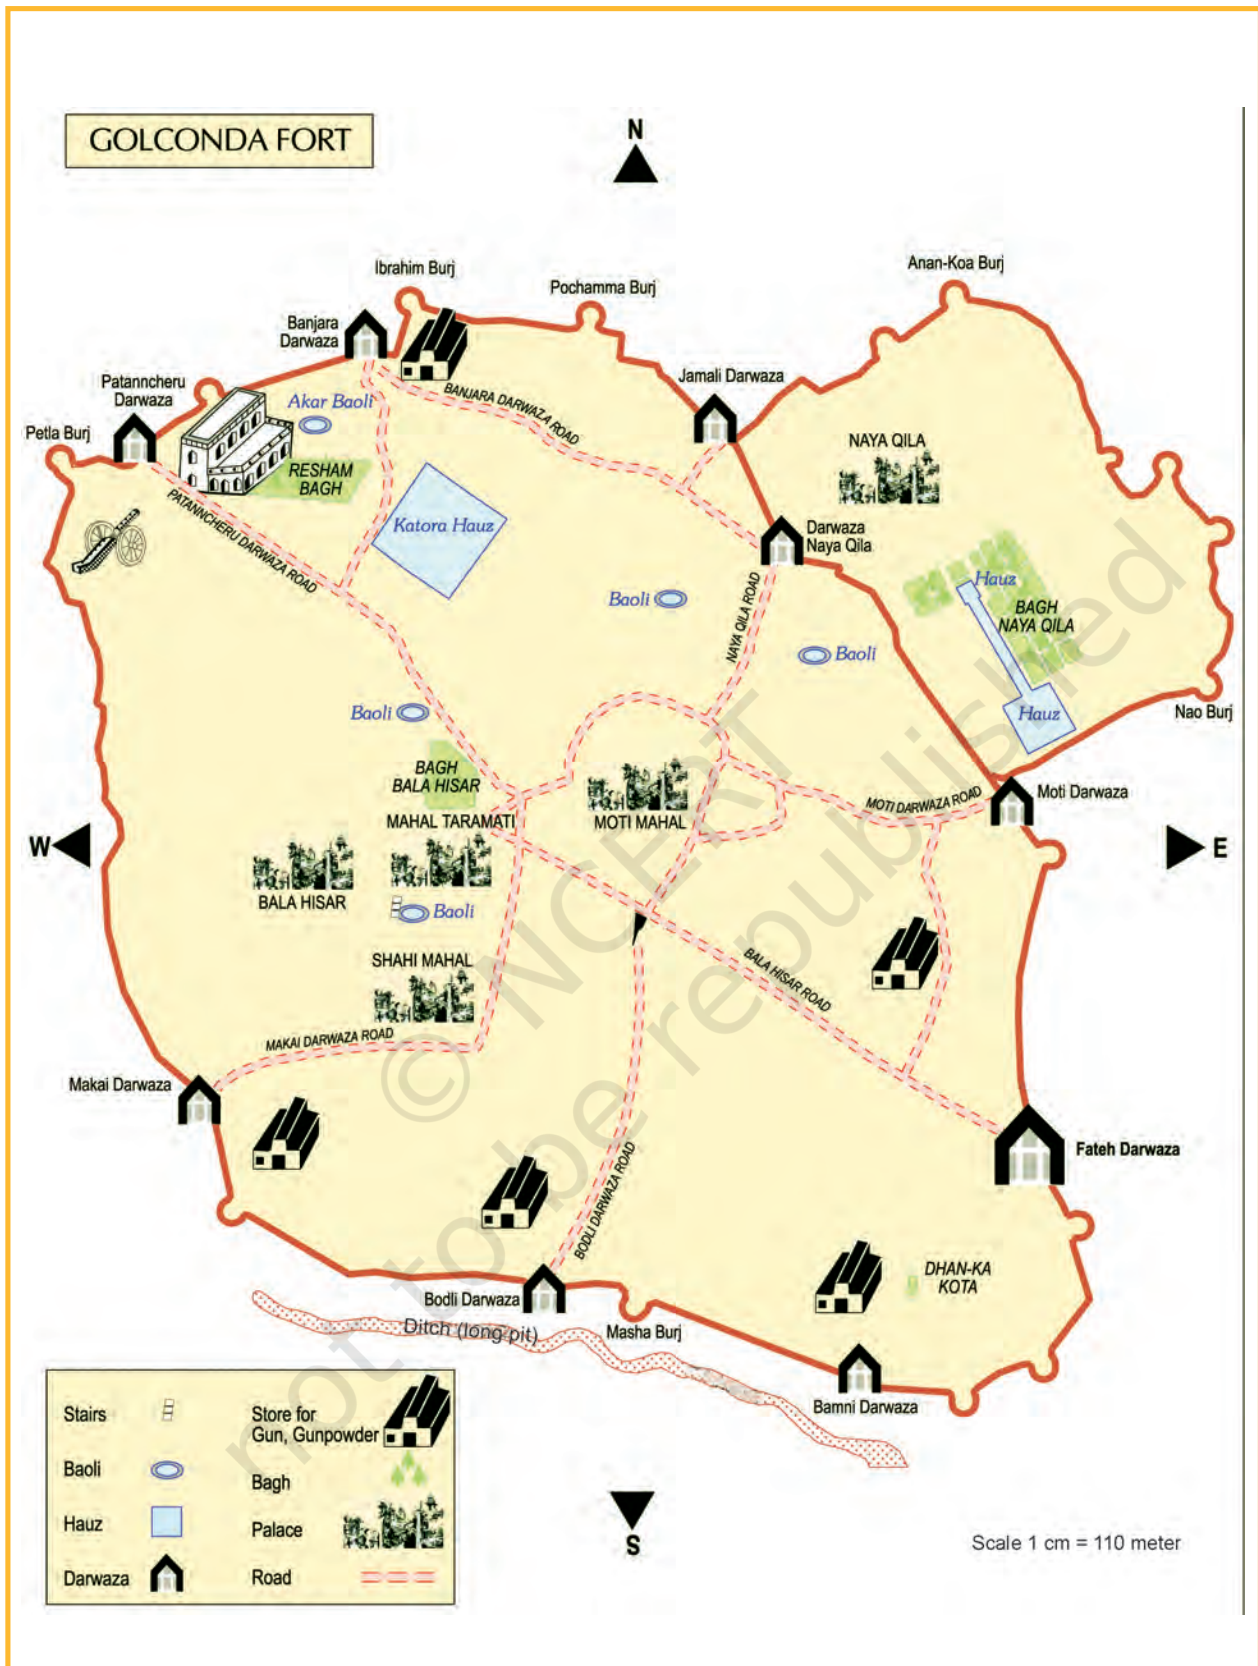 GOLCONDA FORT
N
Ibrahim Burj
Anan-Koa Burj
Pochamma Burj
Banjara
Darwaza
Patanncheru
Darwaza
Jamali Darwaza
Akar Baoli
BANJARA DARWAZA ROAD
Petla Burj
NAYA QILA
RESHAM
BAGH
PATANNCHERU DARWAZA ROAD
Katora Hauz
Darwaza
Naya Qila
Baoli
NAYA QILA ROAD
Hauz
BAGH
NAYA QILA
Baoli
Baoli
Hauz
Nao Burj
BAGH
BALA HISAR
MOTI DARWAZA ROAD
Moti Darwaza
MAHAL TARAMATI
MOTI MAHAL
W
E
BALA HISAR
Baoli
SHAHI MAHAL
BALA HISAR ROAD
MAKAI DARWAZA ROAD
Makai Darwaza
Fateh Darwaza
BODLI DARWAZA ROAD
DHAN-KA
KOTA
Bodli Darwaza
Ditch (long pit)
Masha Burj
Bamni Darwaza
Stairs
Store for
Gun, Gunpowder
Baoli
Bagh
Hauz
Palace
Darwaza
Road
S
Scale 1 cm = 110 meter
© NCERT
not to be republished